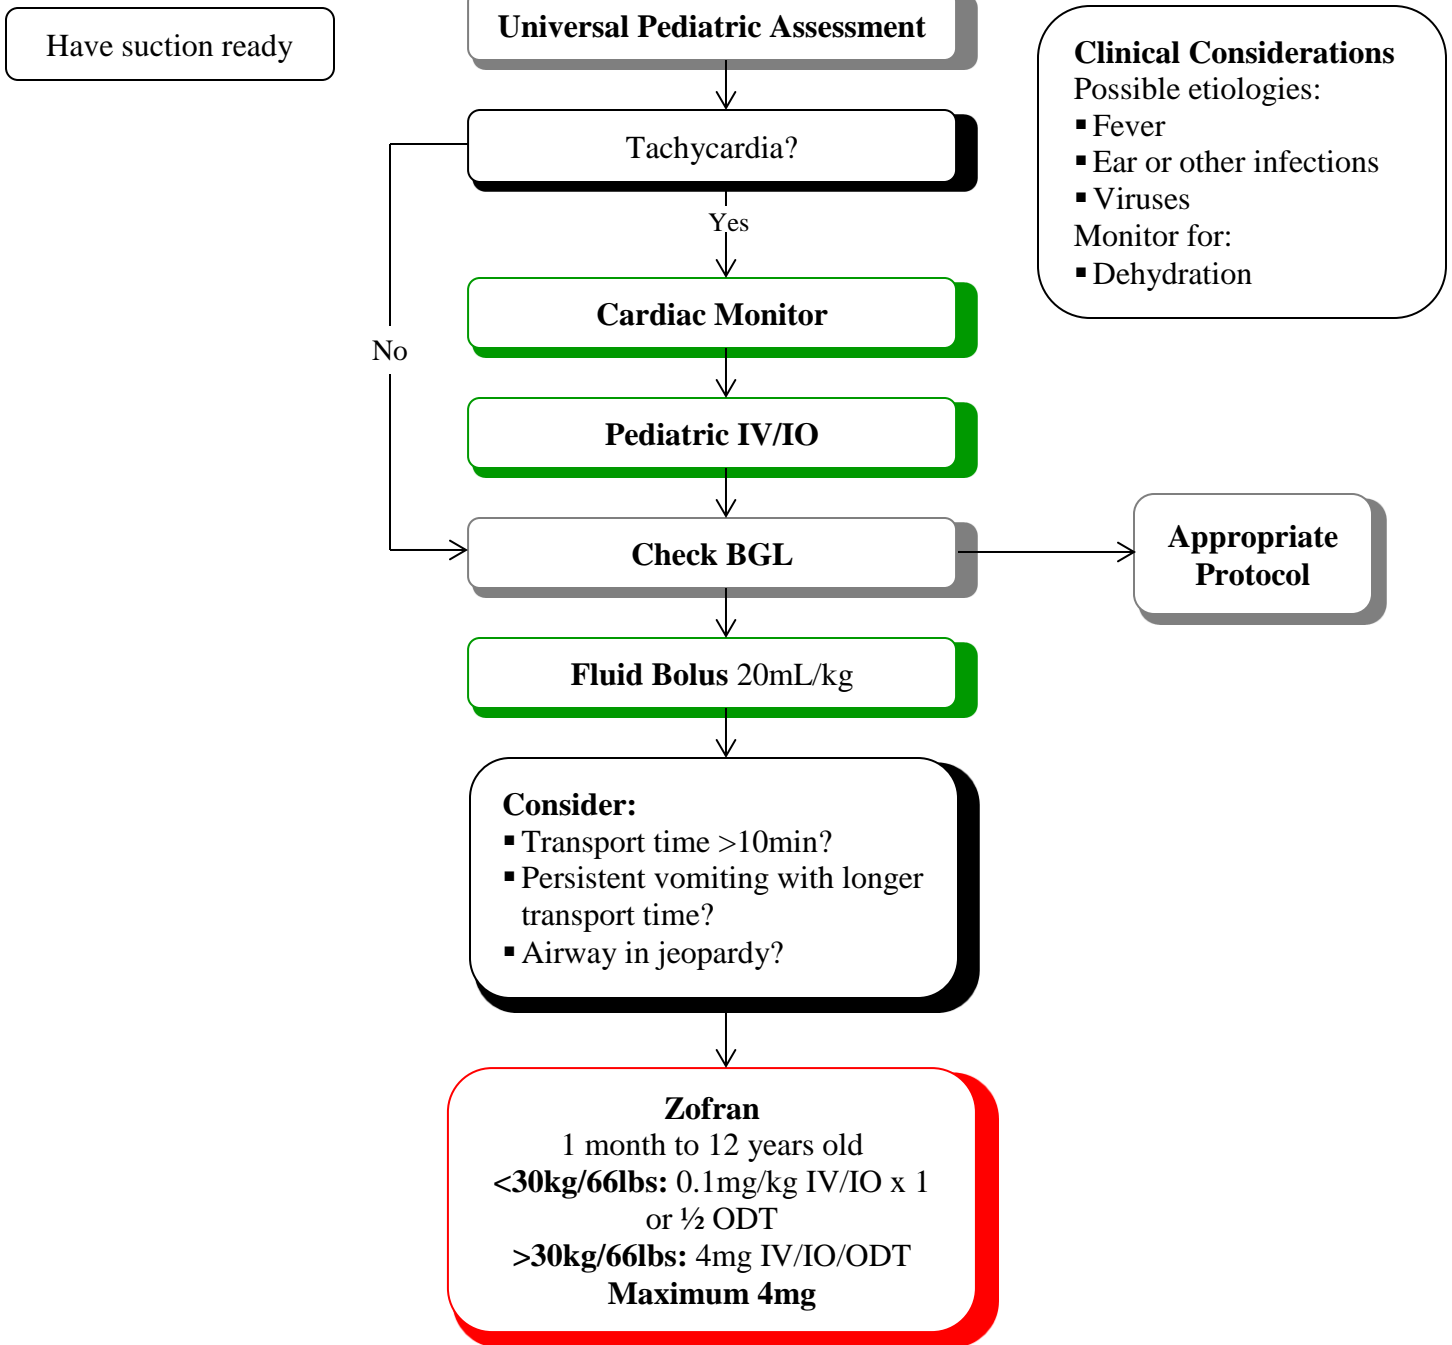 Have suction ready
Universal Pediatric Assessment
Clinical Considerations
Possible etiologies:
▪ Fever
▪ Ear or other infections
▪ Viruses
Monitor for:
▪ Dehydration
Tachycardia?
Yes
No
Cardiac Monitor
Pediatric IV/IO
Check BGL
Appropriate
Protocol
Fluid Bolus 20mL/kg
Consider:
▪ Transport time >10min?
▪ Persistent vomiting with longer
transport time?
▪ Airway in jeopardy?
Zofran
1 month to 12 years old
<30kg/66lbs: 0.1mg/kg IV/IO x 1
or ½ ODT
>30kg/66lbs: 4mg IV/IO/ODT
Maximum 4mg